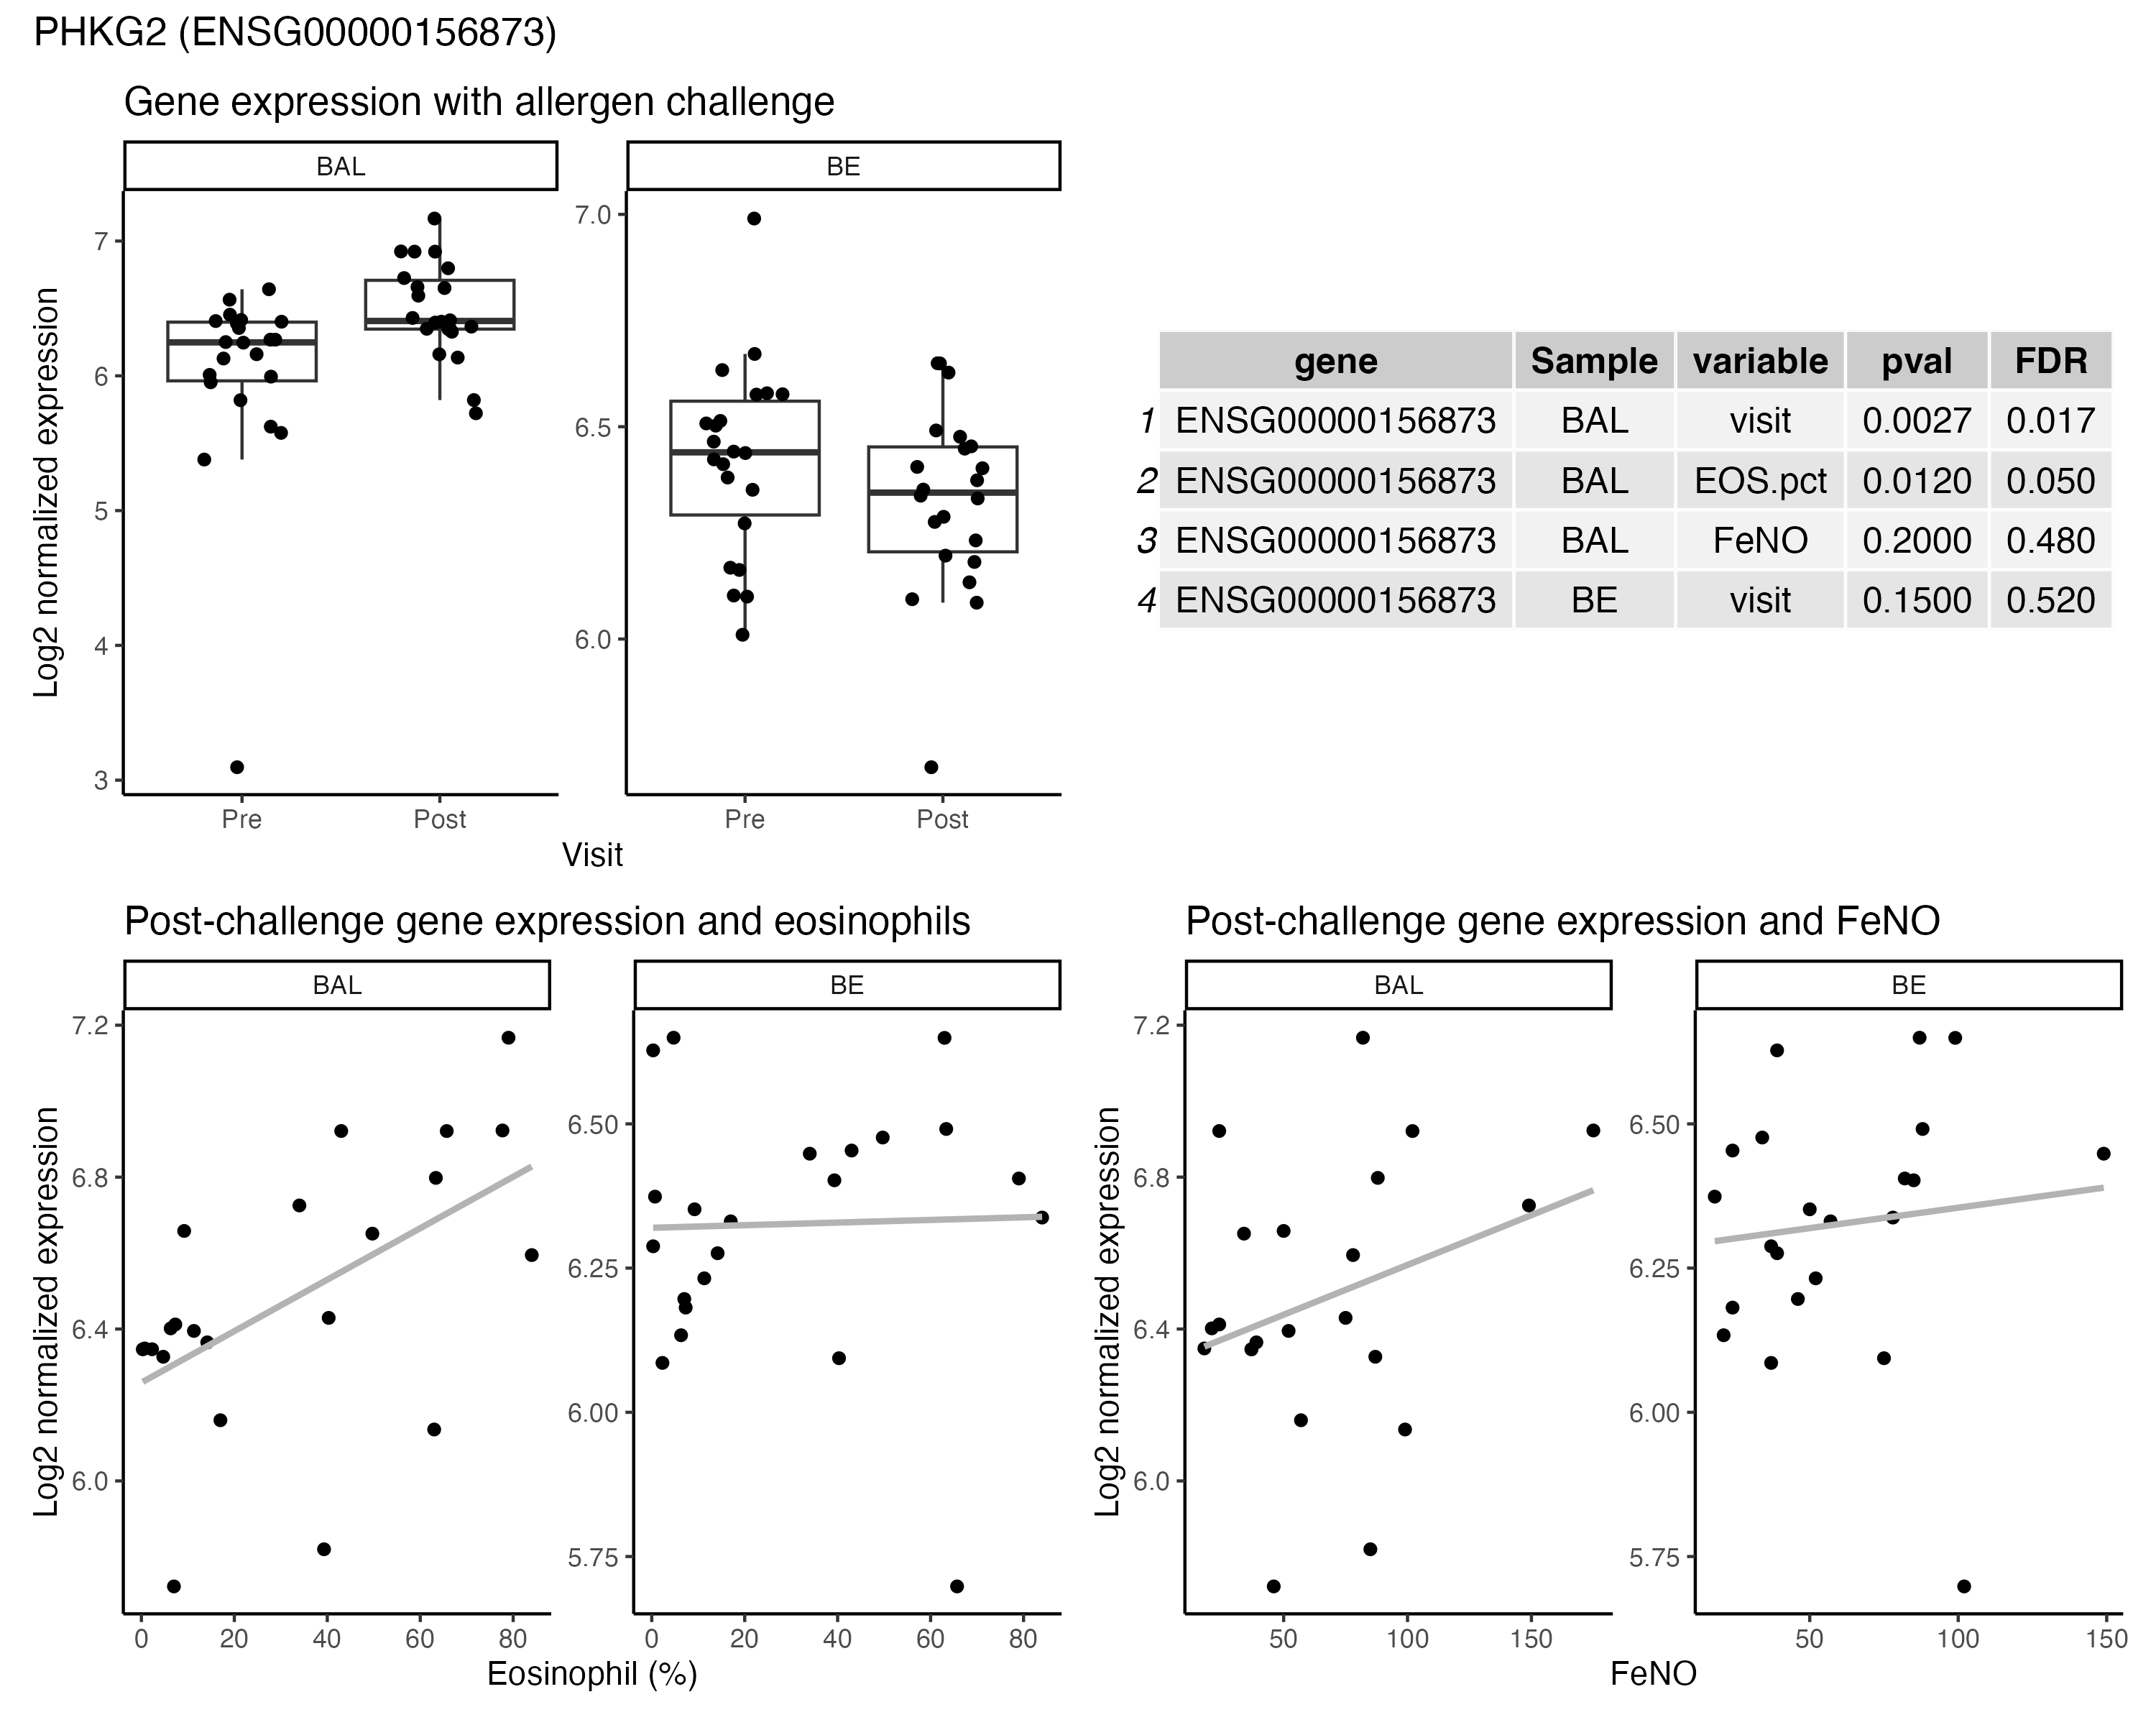 PHKG2 (ENSG00000156873)
Gene expression with allergen challenge
BAL
BE
Log2 normalized expression
7
6
5
4
3
7.0
6.5
6.0
Pre
Post
Pre
Post
Visit
gene Sample variable pval FDR
1 ENSG00000156873 BAL visit 0.0027 0.017
2 ENSG00000156873 BAL EOS.pct 0.0120 0.050
3 ENSG00000156873 BAL FeNO 0.2000 0.480
4 ENSG00000156873 BE visit 0.1500 0.520
Post-challenge gene expression and eosinophils
BAL
BE
Log2 normalized expression
7.2
6.8
6.4
6.0
6.50
6.25
6.00
5.75
0 20 40 60 80
0 20 40 60 80
Eosinophil (%)
Post-challenge gene expression and FeNO
BAL
BE
Log2 normalized expression
7.2
6.8
6.4
6.0
6.50
6.25
6.00
5.75
50 100 150
50 100 150
FeNO